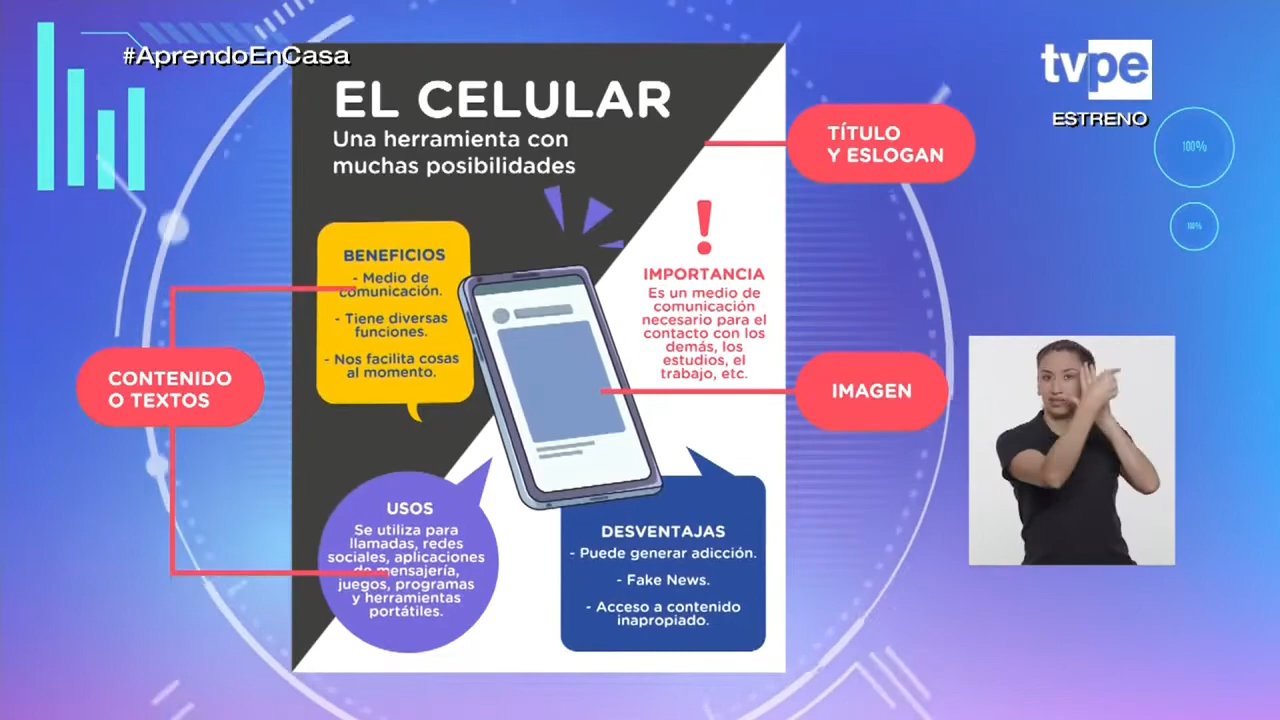 #AprendoEnCasa
tvpe
ESTRENO
EL CELULAR
Una herramienta con
muchas posibilidades
TÍTULO
Y ESLOGAN
100%
100%
BENEFICIOS
- Medio de
comunicación.
- Tiene diversas
funciones.
- Nos facilita cosas
al momento.
IMPORTANCIA
Es un medio de
comunicación
necesario para el
contacto con los
demás, los
estudios, el
trabajo, etc.
CONTENIDO
O TEXTOS
IMAGEN
USOS
Se utiliza para
llamadas, redes
sociales, aplicaciones
de mensajería,
juegos, programas
y herramientas
portátiles.
DESVENTAJAS
- Puede generar adicción.
- Fake News.
- Acceso a contenido
inapropiado.